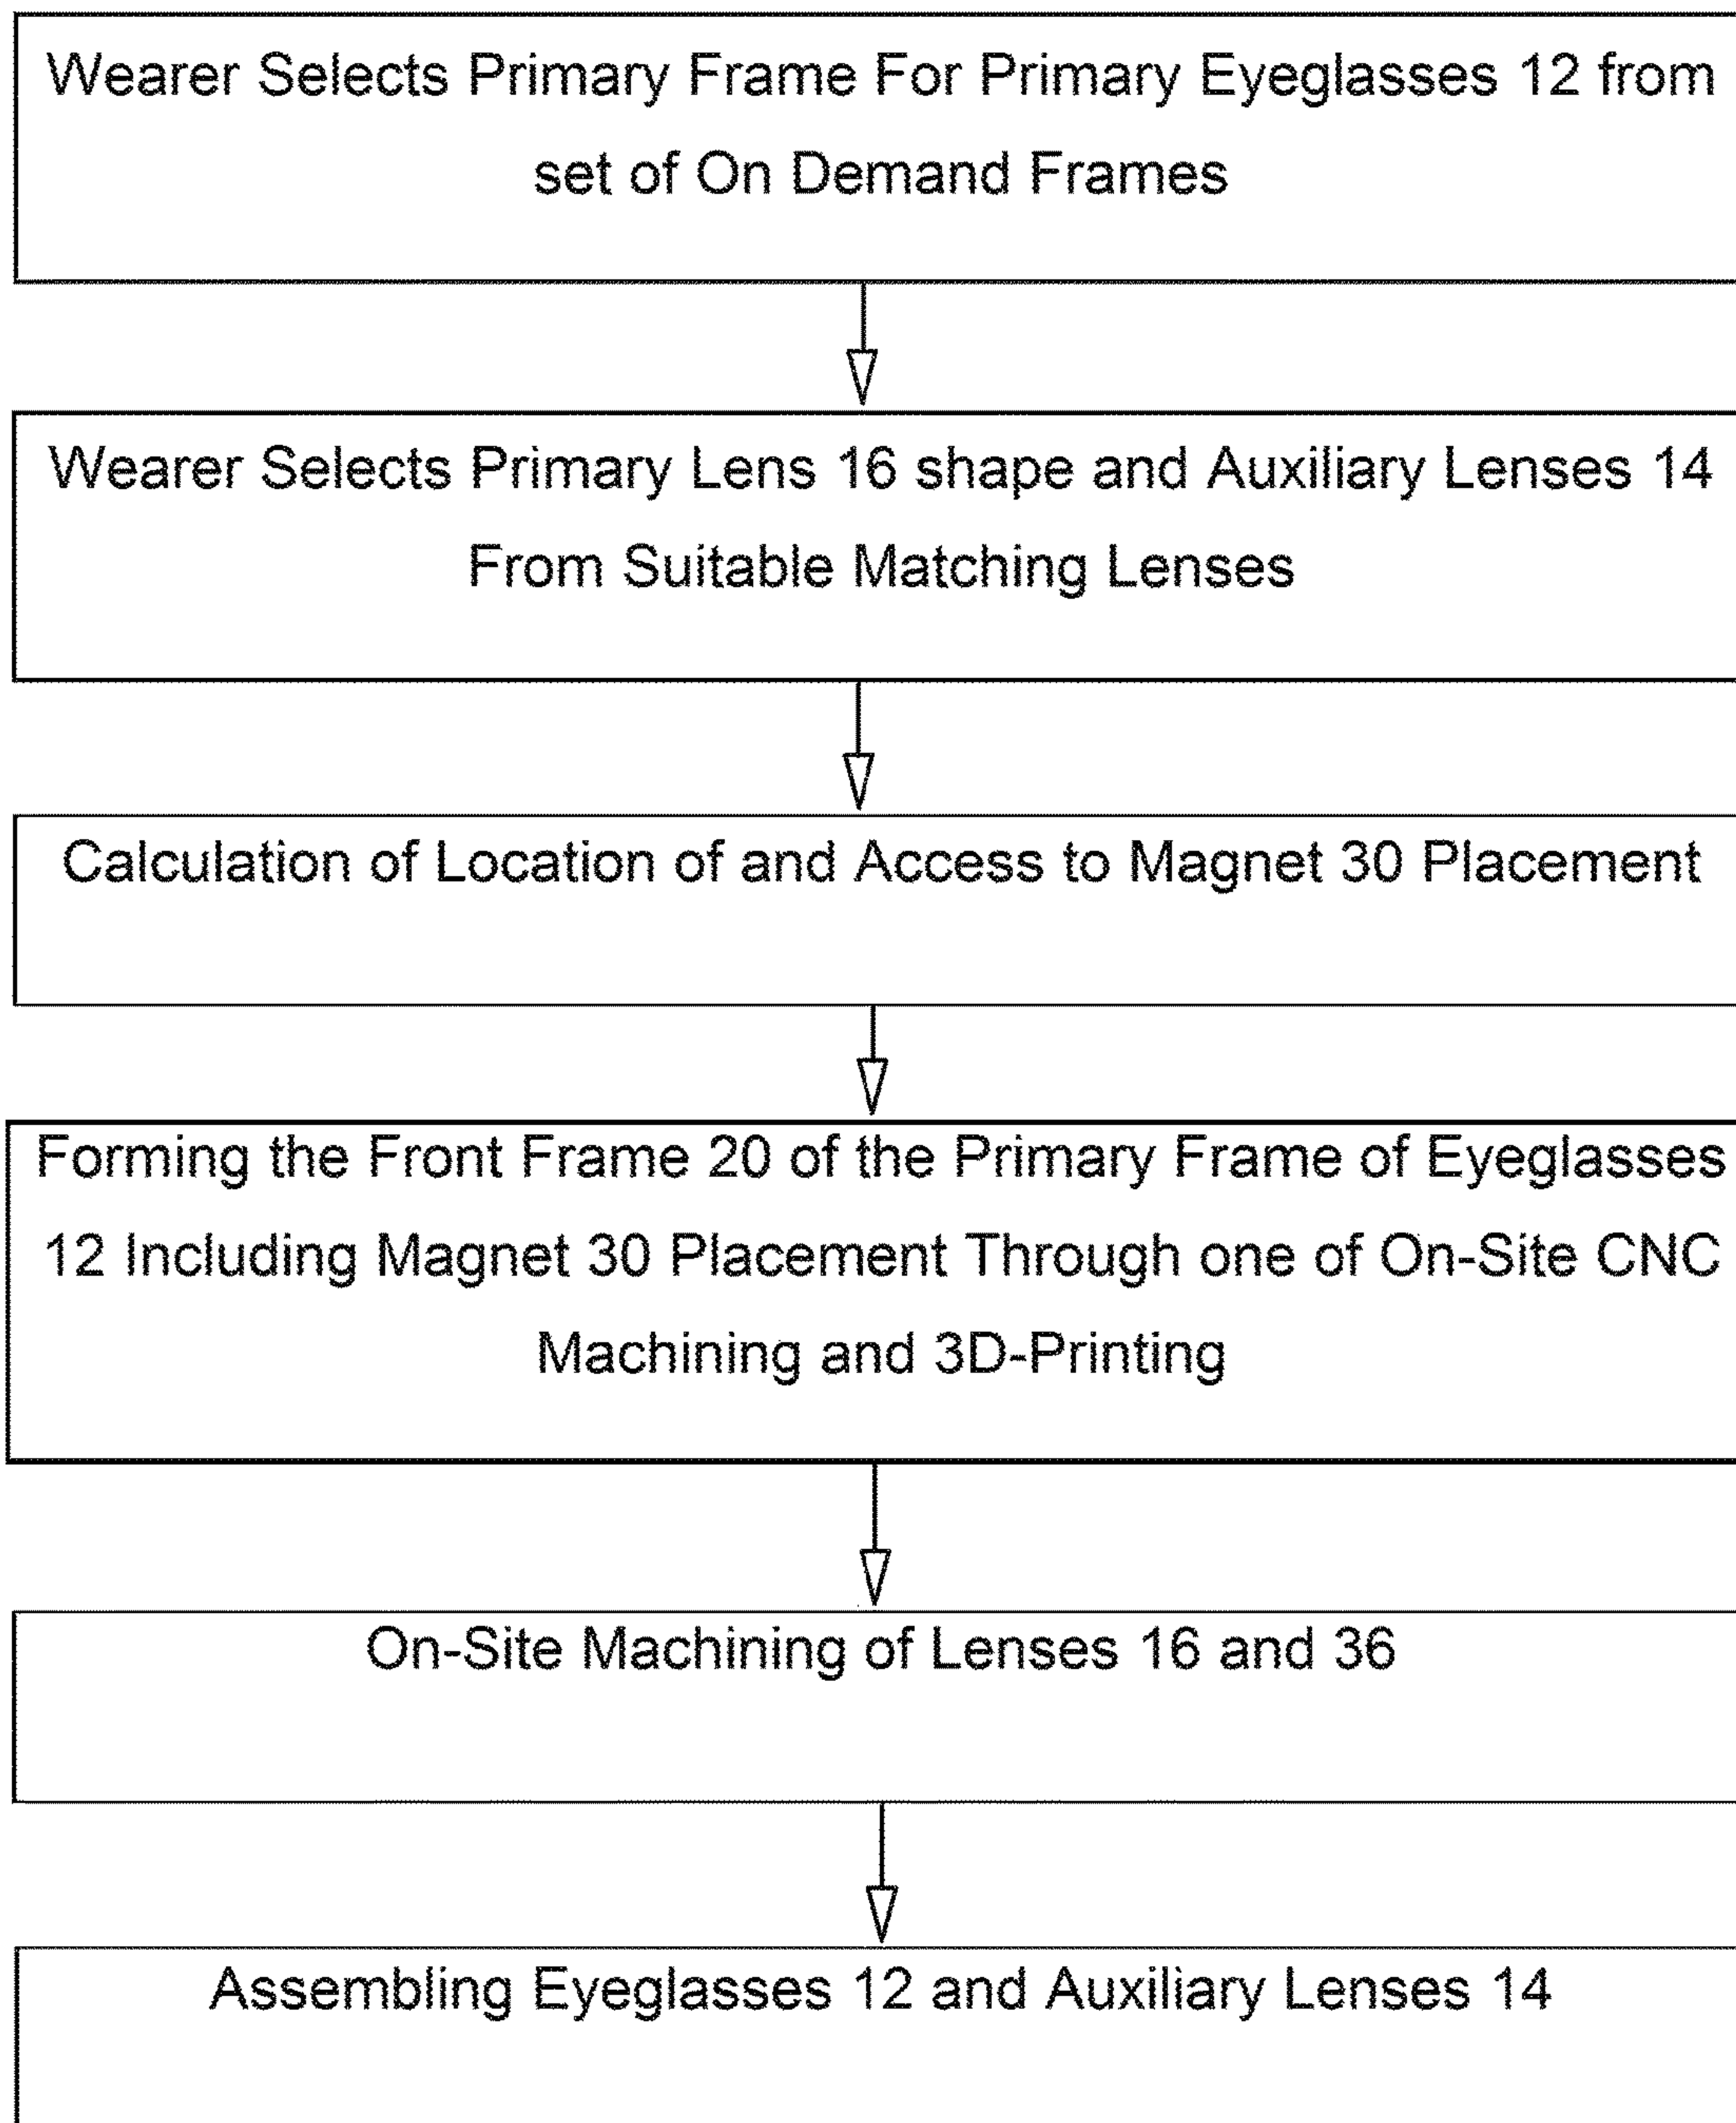 Wearer Selects Primary Frame For Primary Eyeglasses 12 from
set of On Demand Frames
Wearer Selects Primary Lens 16 shape and Auxiliary Lenses 14
From Suitable Matching Lenses
Calculation of Location of and Access to Magnet 30 Placement
Forming the Front Frame 20 of the Primary Frame of Eyeglasses
12 Including Magnet 30 Placement Through one of On-Site CNC
Machining and 3D-Printing
On-Site Machining of Lenses 16 and 36
Assembling Eyeglasses 12 and Auxiliary Lenses 14